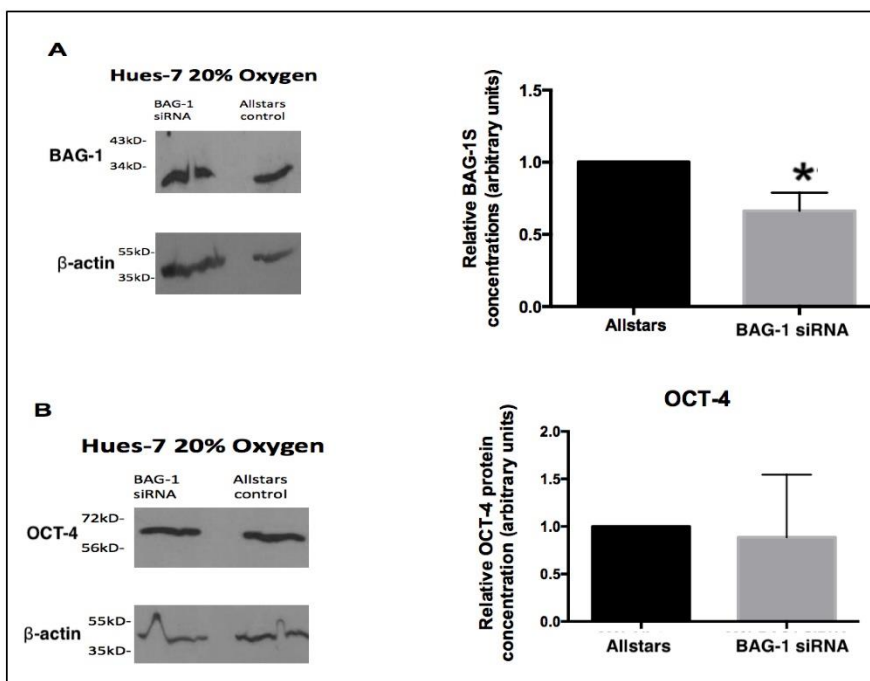 A
Hues-7 20% Oxygen
BAG-1 siRNA
Allstars control
43kD-
BAG-1
34kD-
55kD-
β-actin
35kD-
Relative BAG-1S
concentrations (arbitrary units)
1.5
1.0
0.5
0.0
*
Allstars
BAG-1 siRNA
B
Hues-7 20% Oxygen
BAG-1 siRNA
Allstars control
72kD-
OCT-4
56kD-
55kD-
β-actin
35kD-
OCT-4
Relative OCT-4 protein
concentration (arbitrary units)
2.0
1.5
1.0
0.5
0.0
Allstars
BAG-1 siRNA